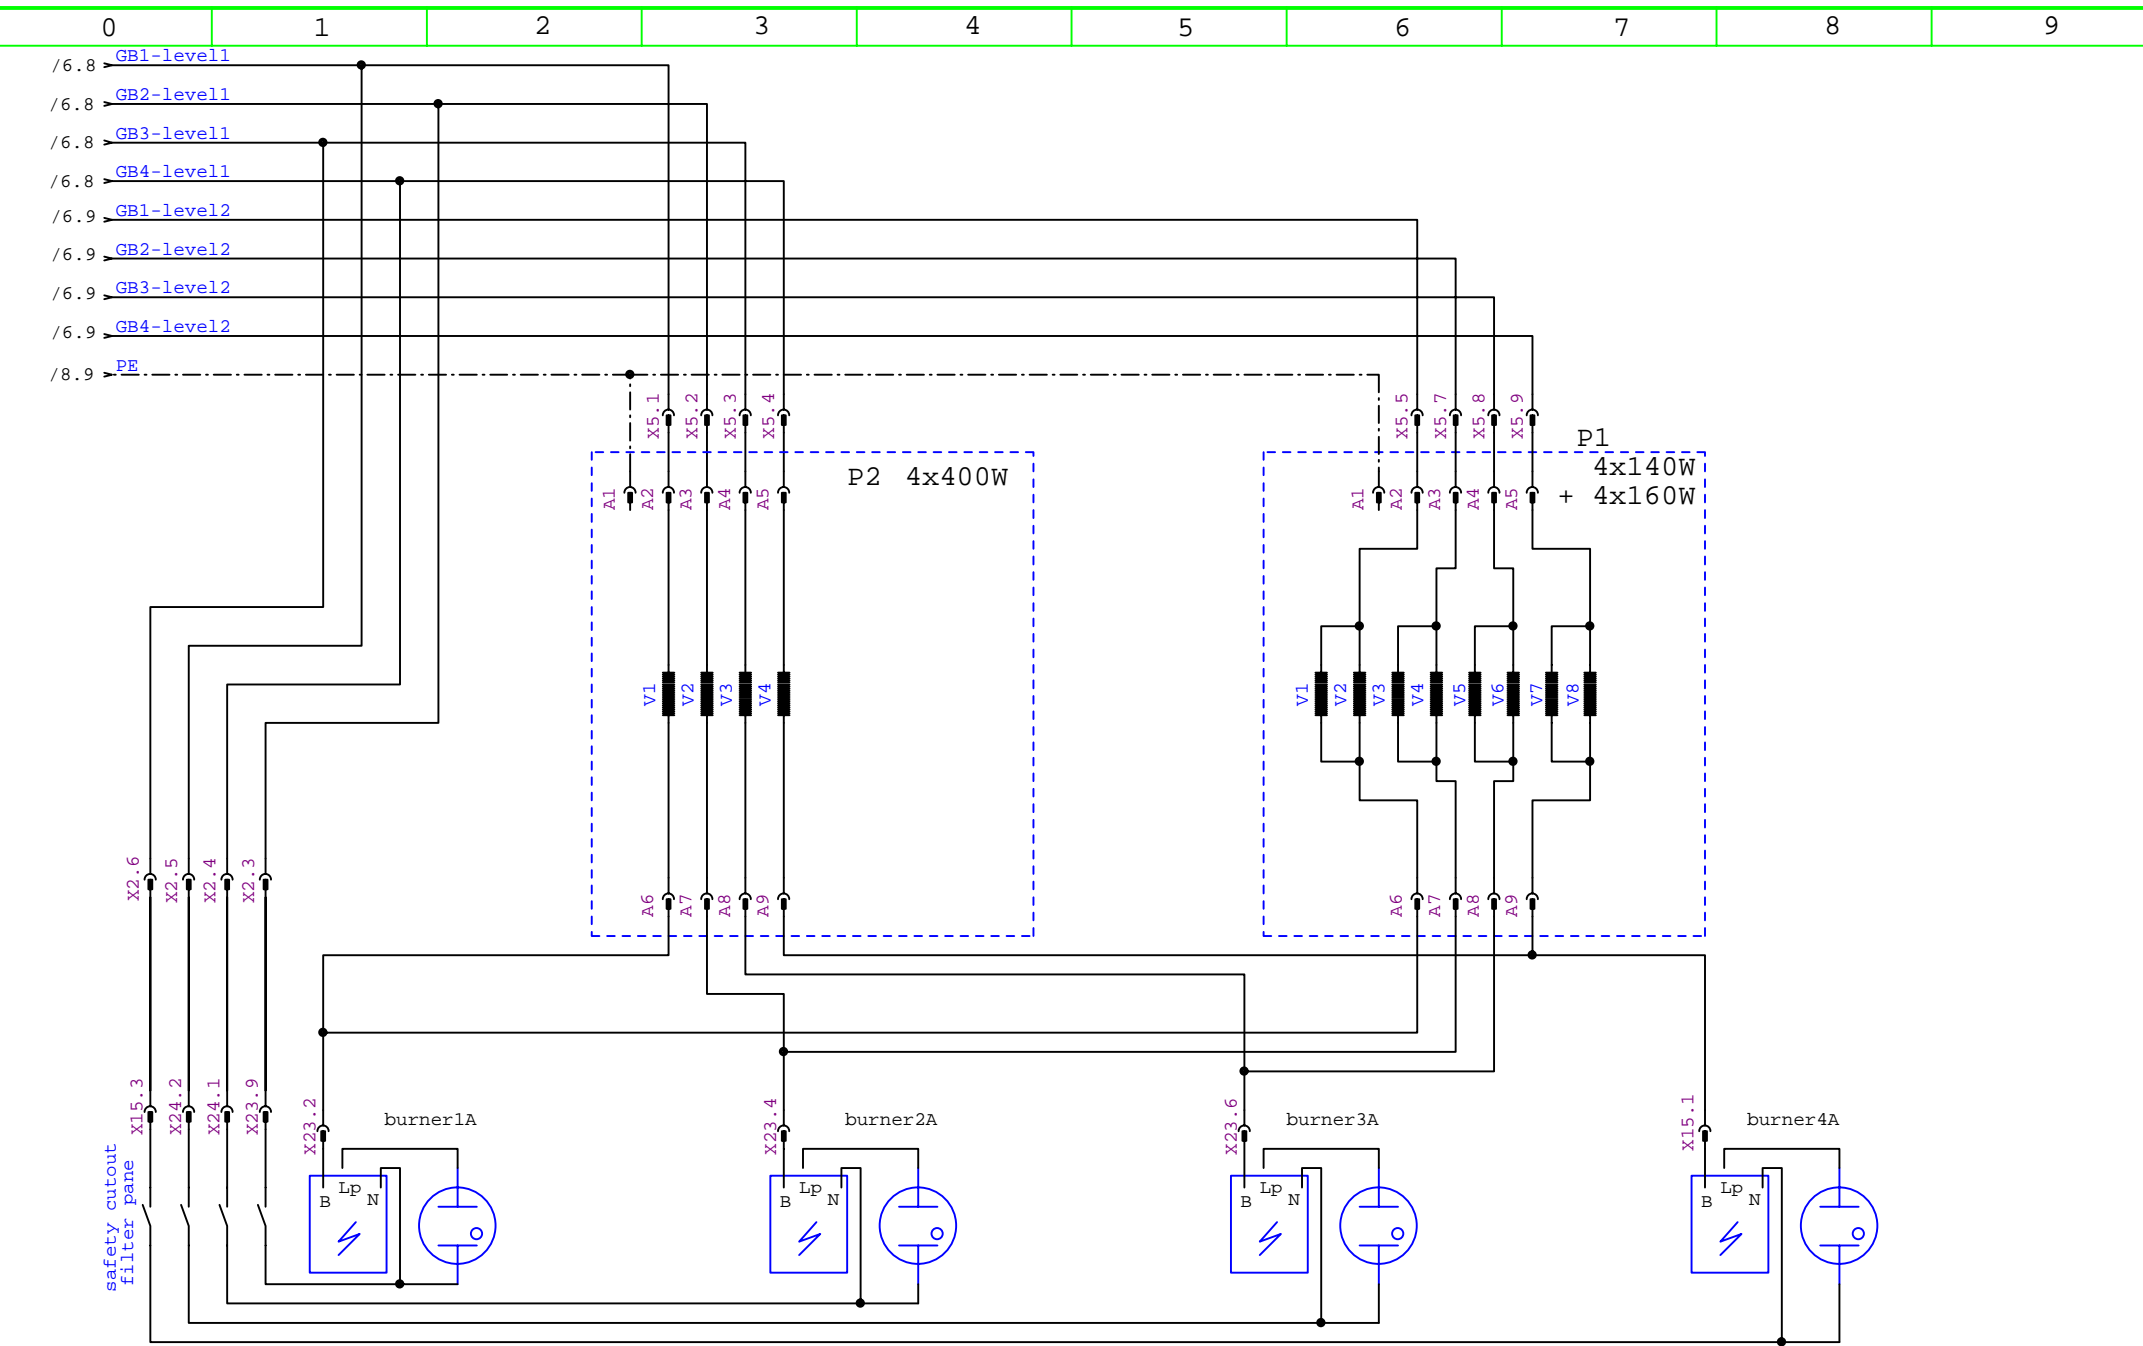 0 1 2 3 4 5 6 7 8 9
/6.8 GB1-level1
/6.8 GB2-level1
/6.8 GB3-level1
/6.8 GB4-level1
/6.9 GB1-level2
/6.9 GB2-level2
/6.9 GB3-level2
/6.9 GB4-level2
/8.9 PE
X5.1 X5.2 X5.3 X5.4 X5.5 X5.7 X5.8 X5.9
P1
P2 4x400W
4x140W
+ 4x160W
A1 A2 A3 A4 A5
A1 A2 A3 A4 A5
V1 V2 V3 V4
V1 V2 V3 V4 V5 V6 V7 V8
X2.6 X2.5 X2.4 X2.3
A6 A7 A8 A9
A6 A7 A8 A9
X15.3 X24.2 X24.1 X23.9
X23.2 burner1A
X23.4 burner2A
X23.6 burner3A
X15.1 burner4A
safety cutout
filter pane
B Lp N
B Lp N
B Lp N
B Lp N